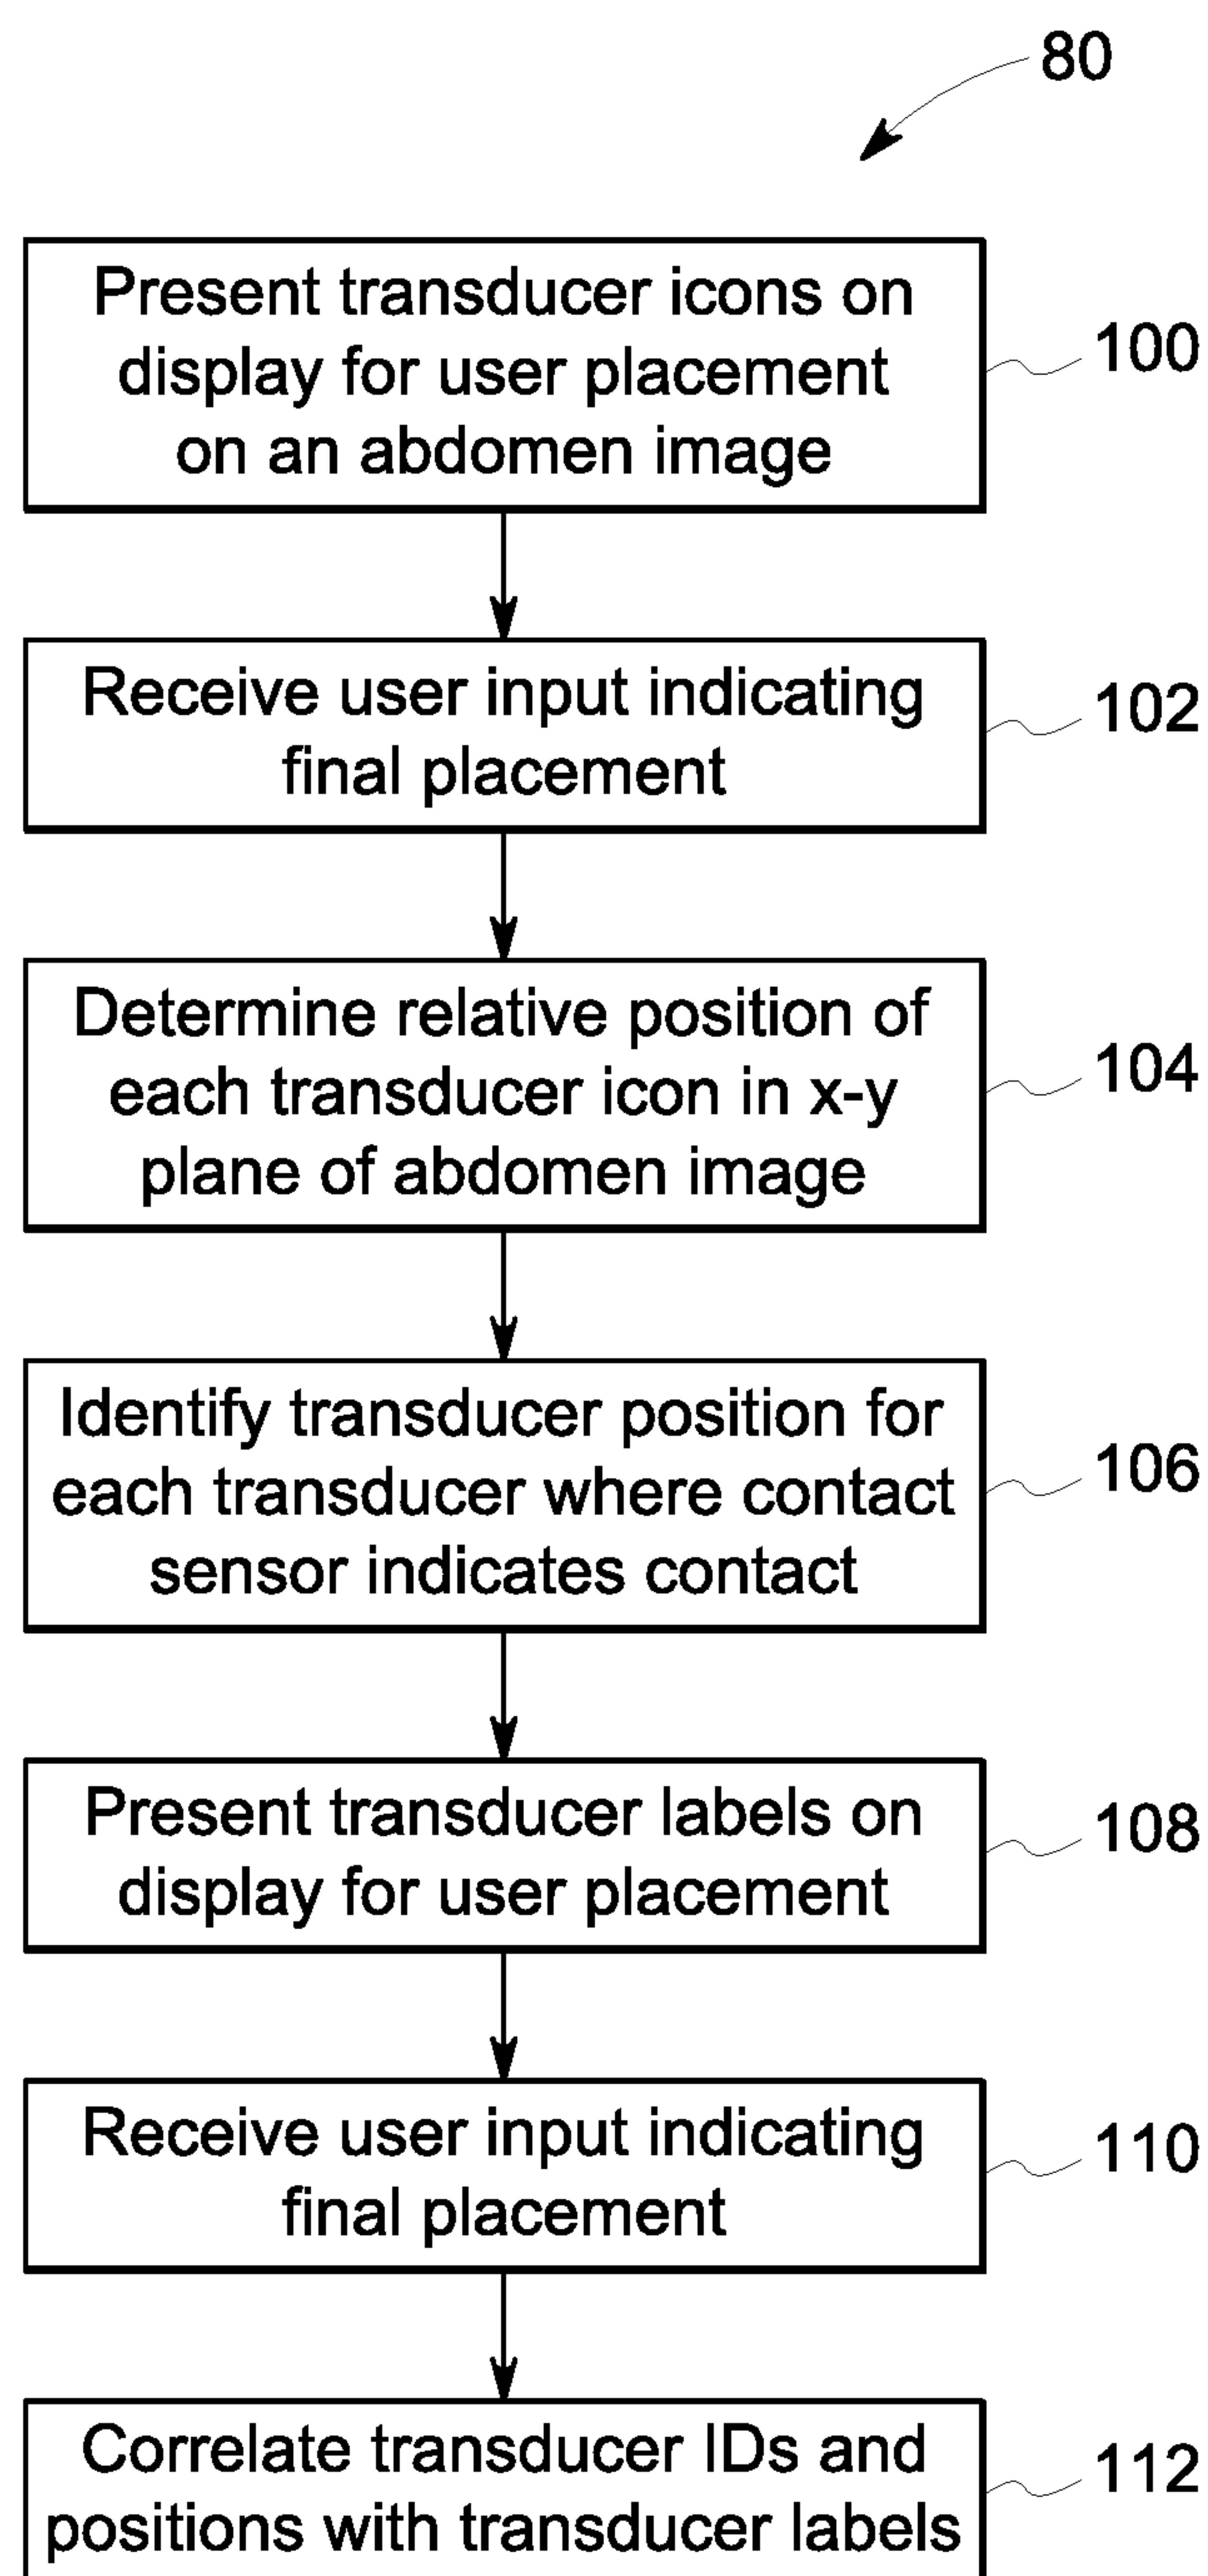 80
Present transducer icons on
display for user placement
on an abdomen image
100
Receive user input indicating
final placement
102
Determine relative position of
each transducer icon in x-y
plane of abdomen image
104
Identify transducer position for
each transducer where contact
sensor indicates contact
106
Present transducer labels on
display for user placement
108
Receive user input indicating
final placement
110
Correlate transducer IDs and
positions with transducer labels
112